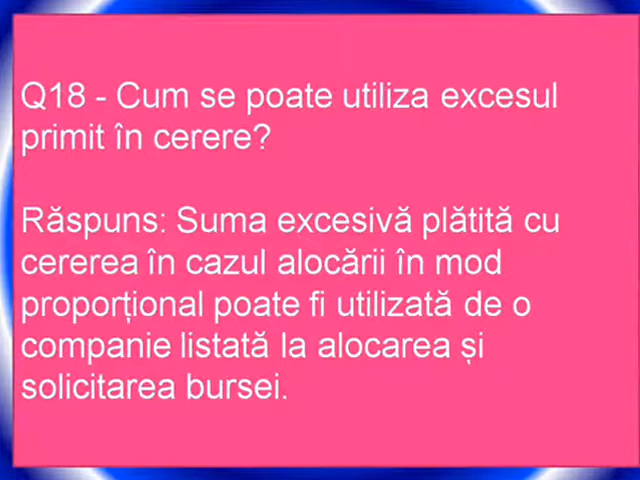 Q18 - Cum se poate utiliza excesul
primit în cerere?
Răspuns: Suma excesivă plătită cu
cererea în cazul alocării în mod
proporțional poate fi utilizată de o
companie listată la alocarea și
solicitarea bursei.